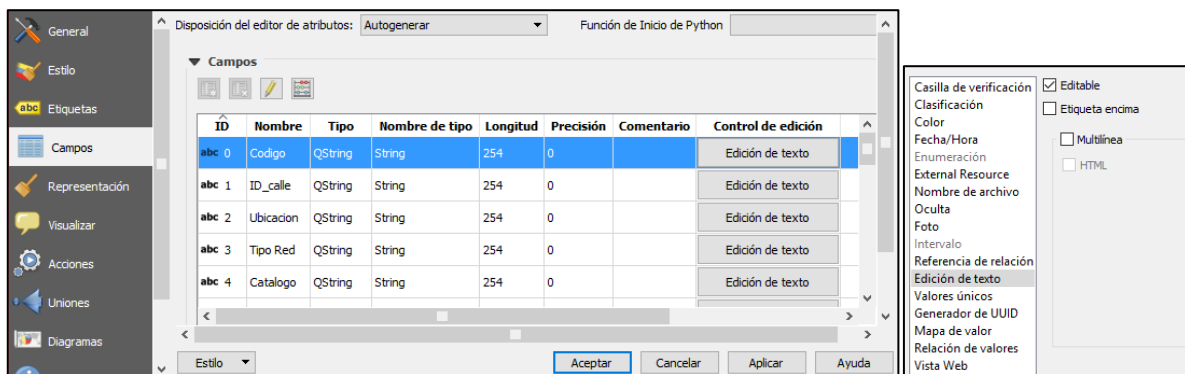 General
Estilo
abc Etiquetas
Campos
Representación
Visualizar
Acciones
Uniones
Diagramas
Disposición del editor de atributos: Autogenerar Función de Inicio de Python
Campos
ID Nombre Tipo Nombre de tipo Longitud Precisión Comentario Control de edición
abc 0 Codigo QString String 254 0 Edición de texto
abc 1 ID_calle QString String 254 0 Edición de texto
abc 2 Ubicacion QString String 254 0 Edición de texto
abc 3 Tipo Red QString String 254 0 Edición de texto
abc 4 Catalogo QString String 254 0 Edición de texto
Estilo Aceptar Cancelar Aplicar Ayuda
Casilla de verificación
Clasificación
Color
Fecha/Hora
Enumeración
External Resource
Nombre de archivo
Oculta
Foto
Intervalo
Referencia de relación
Edición de texto
Valores únicos
Generador de UUID
Mapa de valor
Relación de valores
Vista Web
Editable
Etiqueta encima
Multilínea
HTML